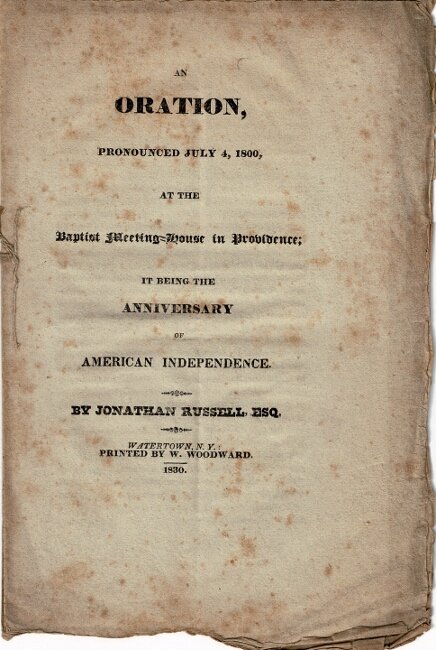 AN
ORATION,
PRONOUNCED JULY 4, 1800,
AT THE
Baptist Meeting-House in Providence;
IT BEING THE
ANNIVERSARY
OF
AMERICAN INDEPENDENCE.
BY JONATHAN RUSSELL, ESQ.
WATERTOWN, N. Y.:
PRINTED BY W. WOODWARD.
1830.